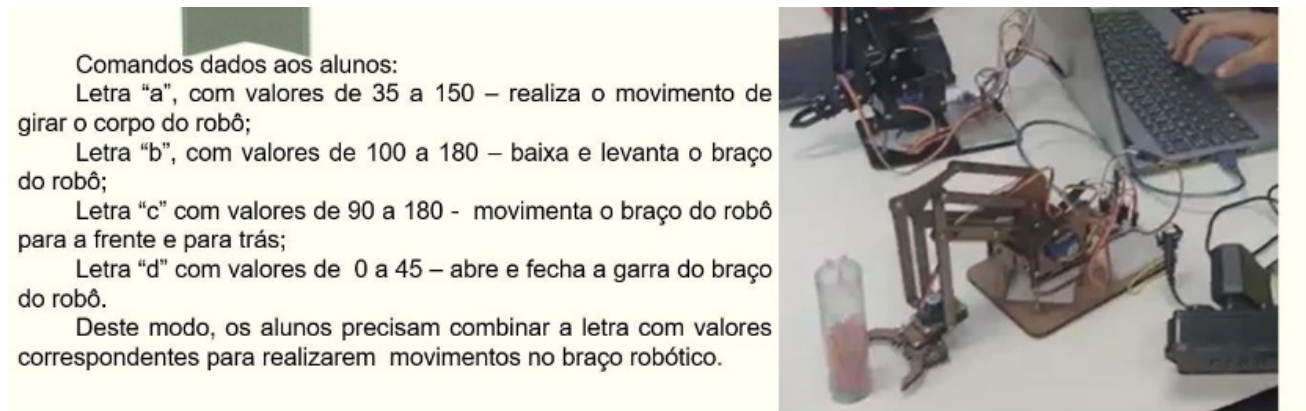 Comandos dados aos alunos:
Letra “a”, com valores de 35 a 150 – realiza o movimento de
girar o corpo do robô;
Letra “b”, com valores de 100 a 180 – baixa e levanta o braço
do robô;
Letra “c” com valores de 90 a 180 - movimenta o braço do robô
para a frente e para trás;
Letra “d” com valores de 0 a 45 – abre e fecha a garra do braço
do robô.
Deste modo, os alunos precisam combinar a letra com valores
correspondentes para realizarem movimentos no braço robótico.